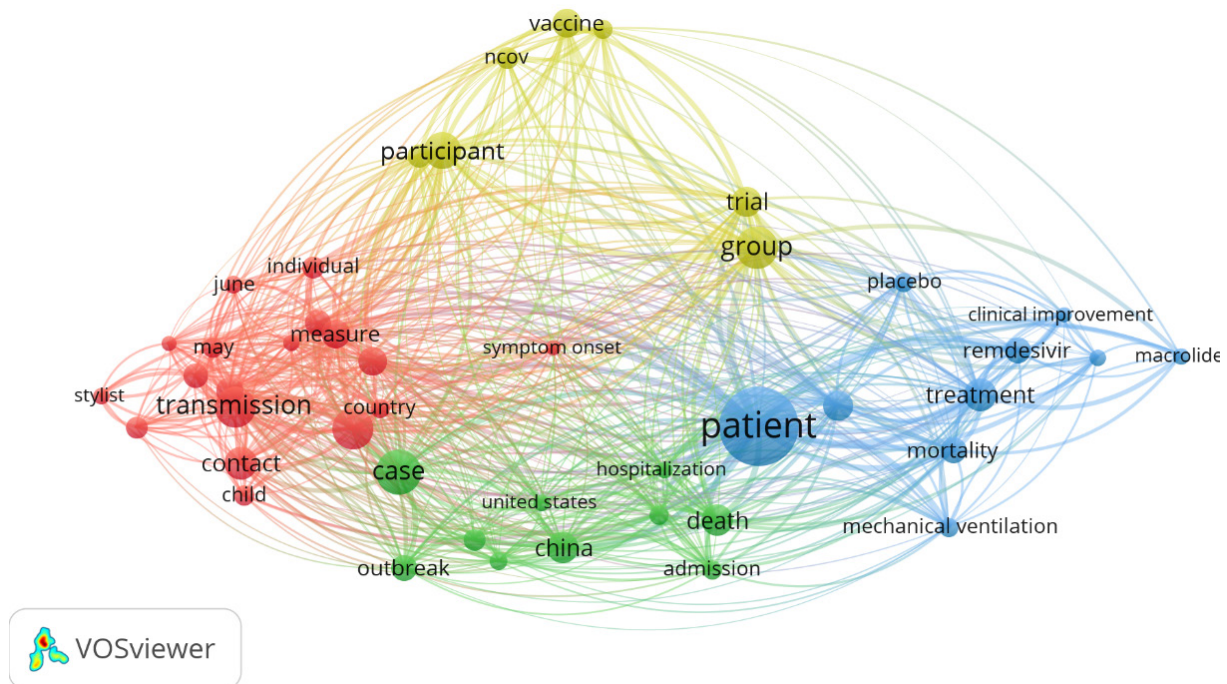 vaccine
ncov
participant
trial
group
individual
june
placebo
clinical improvement
measure
may
symptom onset
remdesivir
macrolide
stylist
transmission
country
treatment
patient
contact
case
hospitalization
mortality
child
united states
death
mechanical ventilation
china
outbreak
admission
VOSviewer